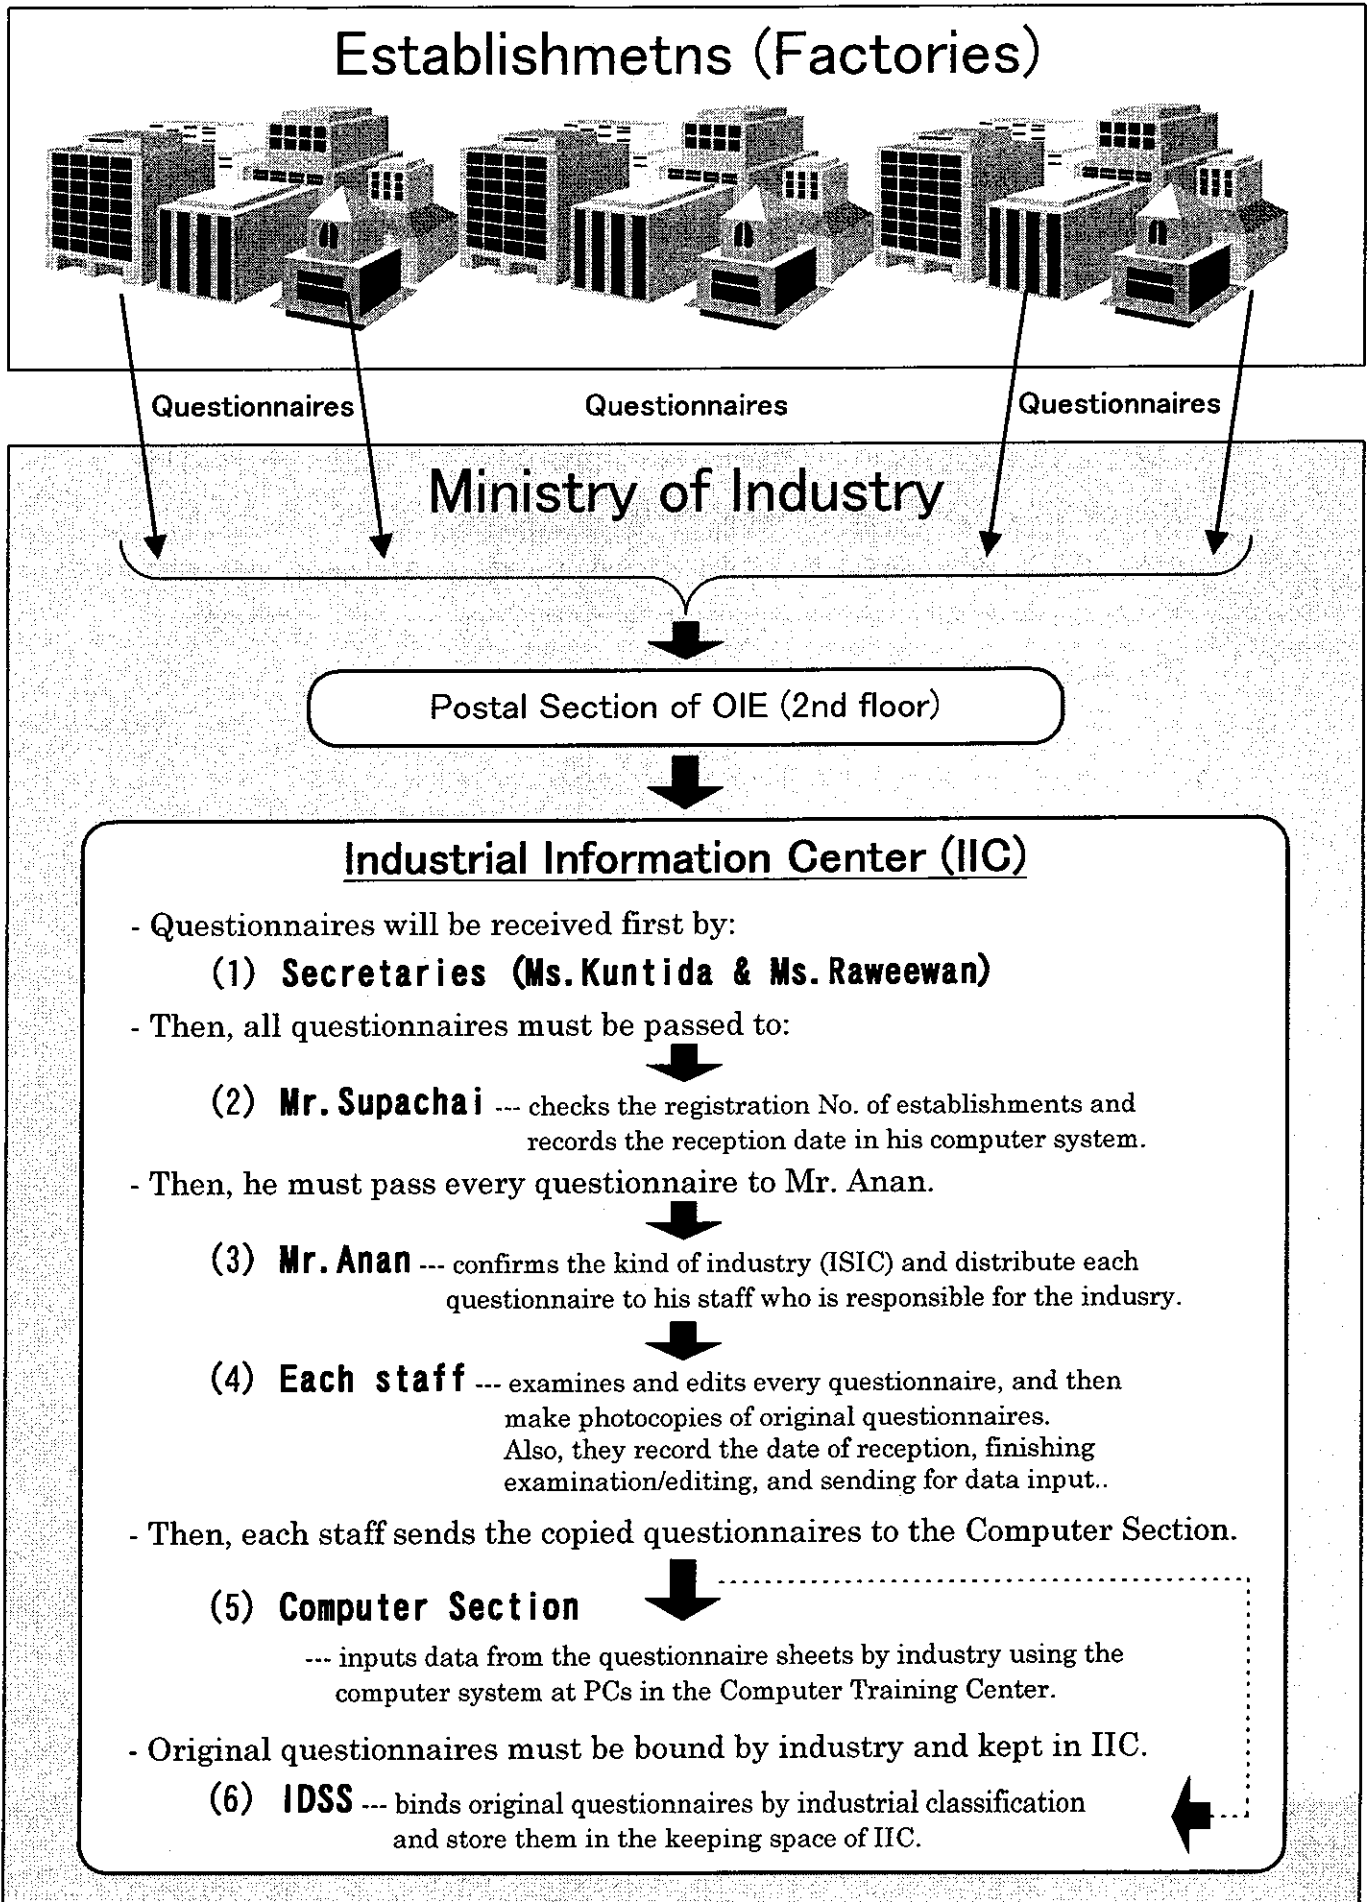 Establishmetns (Factories)
Questionnaires
Questionnaires
Questionnaires
Ministry of Industry
Postal Section of OIE (2nd floor)
Industrial Information Center (IIC)
- Questionnaires will be received first by:
(1) Secretaries (Ms. Kuntida & Ms. Raweewan)
- Then, all questionnaires must be passed to:
(2) Mr. Supachai --- checks the registration No. of establishments and
records the reception date in his computer system.
- Then, he must pass every questionnaire to Mr. Anan.
(3) Mr. Anan --- confirms the kind of industry (ISIC) and distribute each
questionnaire to his staff who is responsible for the indusry.
(4) Each staff --- examines and edits every questionnaire, and then
make photocopies of original questionnaires.
Also, they record the date of reception, finishing
examination/editing, and sending for data input..
- Then, each staff sends the copied questionnaires to the Computer Section.
(5) Computer Section
--- inputs data from the questionnaire sheets by industry using the
computer system at PCs in the Computer Training Center.
- Original questionnaires must be bound by industry and kept in IIC.
(6) IDSS --- binds original questionnaires by industrial classification
and store them in the keeping space of IIC.